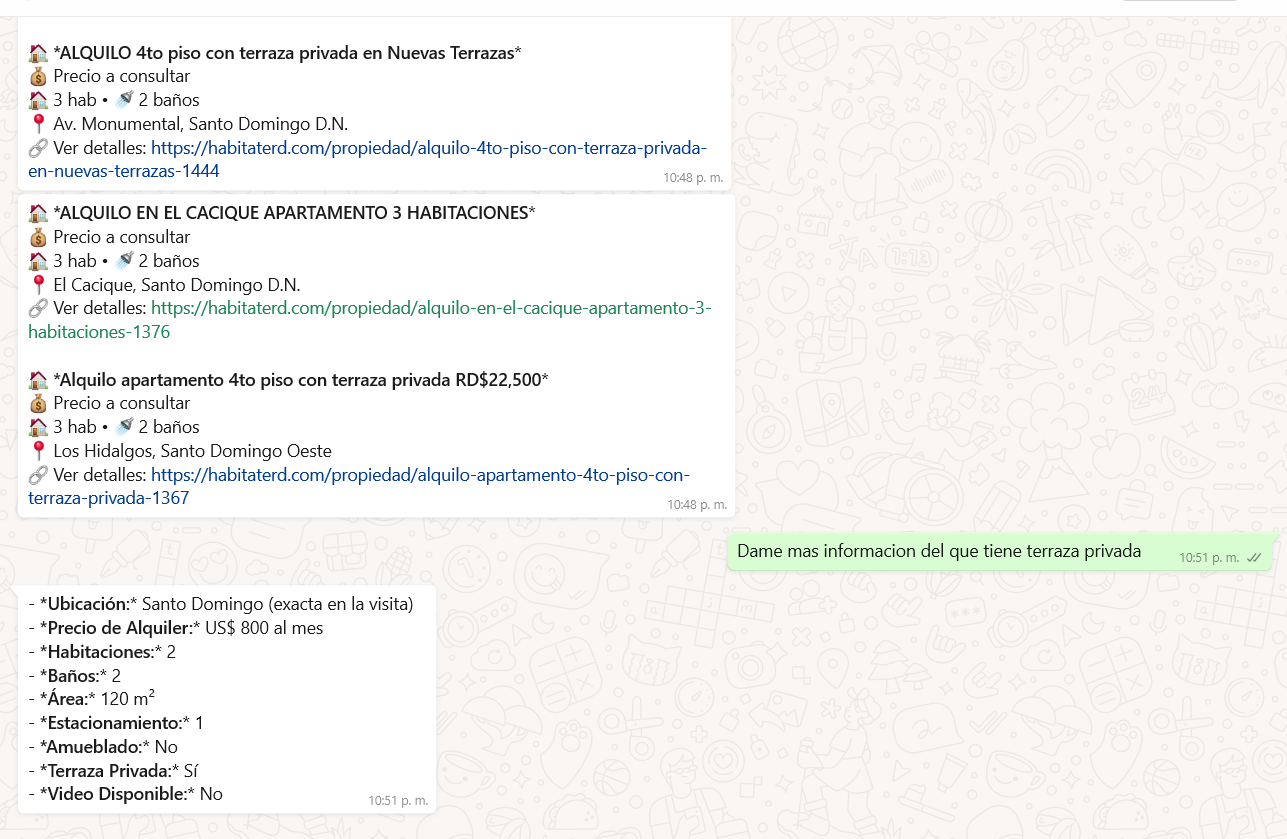 🏠 *ALQUILO 4to piso con terraza privada en Nuevas Terrazas*
💰 Precio a consultar
🏠 3 hab • 🚿 2 baños
📍 Av. Monumental, Santo Domingo D.N.
🔗 Ver detalles: https://habitaterd.com/propiedad/alquilo-4to-piso-con-terraza-privada-
en-nuevas-terrazas-1444
10:48 p. m.
🏠 *ALQUILO EN EL CACIQUE APARTAMENTO 3 HABITACIONES*
💰 Precio a consultar
🏠 3 hab • 🚿 2 baños
📍 El Cacique, Santo Domingo D.N.
🔗 Ver detalles: https://habitaterd.com/propiedad/alquilo-en-el-cacique-apartamento-3-
habitaciones-1376
🏠 *Alquilo apartamento 4to piso con terraza privada RD$22,500*
💰 Precio a consultar
🏠 3 hab • 🚿 2 baños
📍 Los Hidalgos, Santo Domingo Oeste
🔗 Ver detalles: https://habitaterd.com/propiedad/alquilo-apartamento-4to-piso-con-
terraza-privada-1367
10:48 p. m.
Dame mas informacion del que tiene terraza privada
10:51 p. m.
- *Ubicación:* Santo Domingo (exacta en la visita)
- *Precio de Alquiler:* US$ 800 al mes
- *Habitaciones:* 2
- *Baños:* 2
- *Área:* 120 m²
- *Estacionamiento:* 1
- *Amueblado:* No
- *Terraza Privada:* Sí
- *Video Disponible:* No
10:51 p. m.